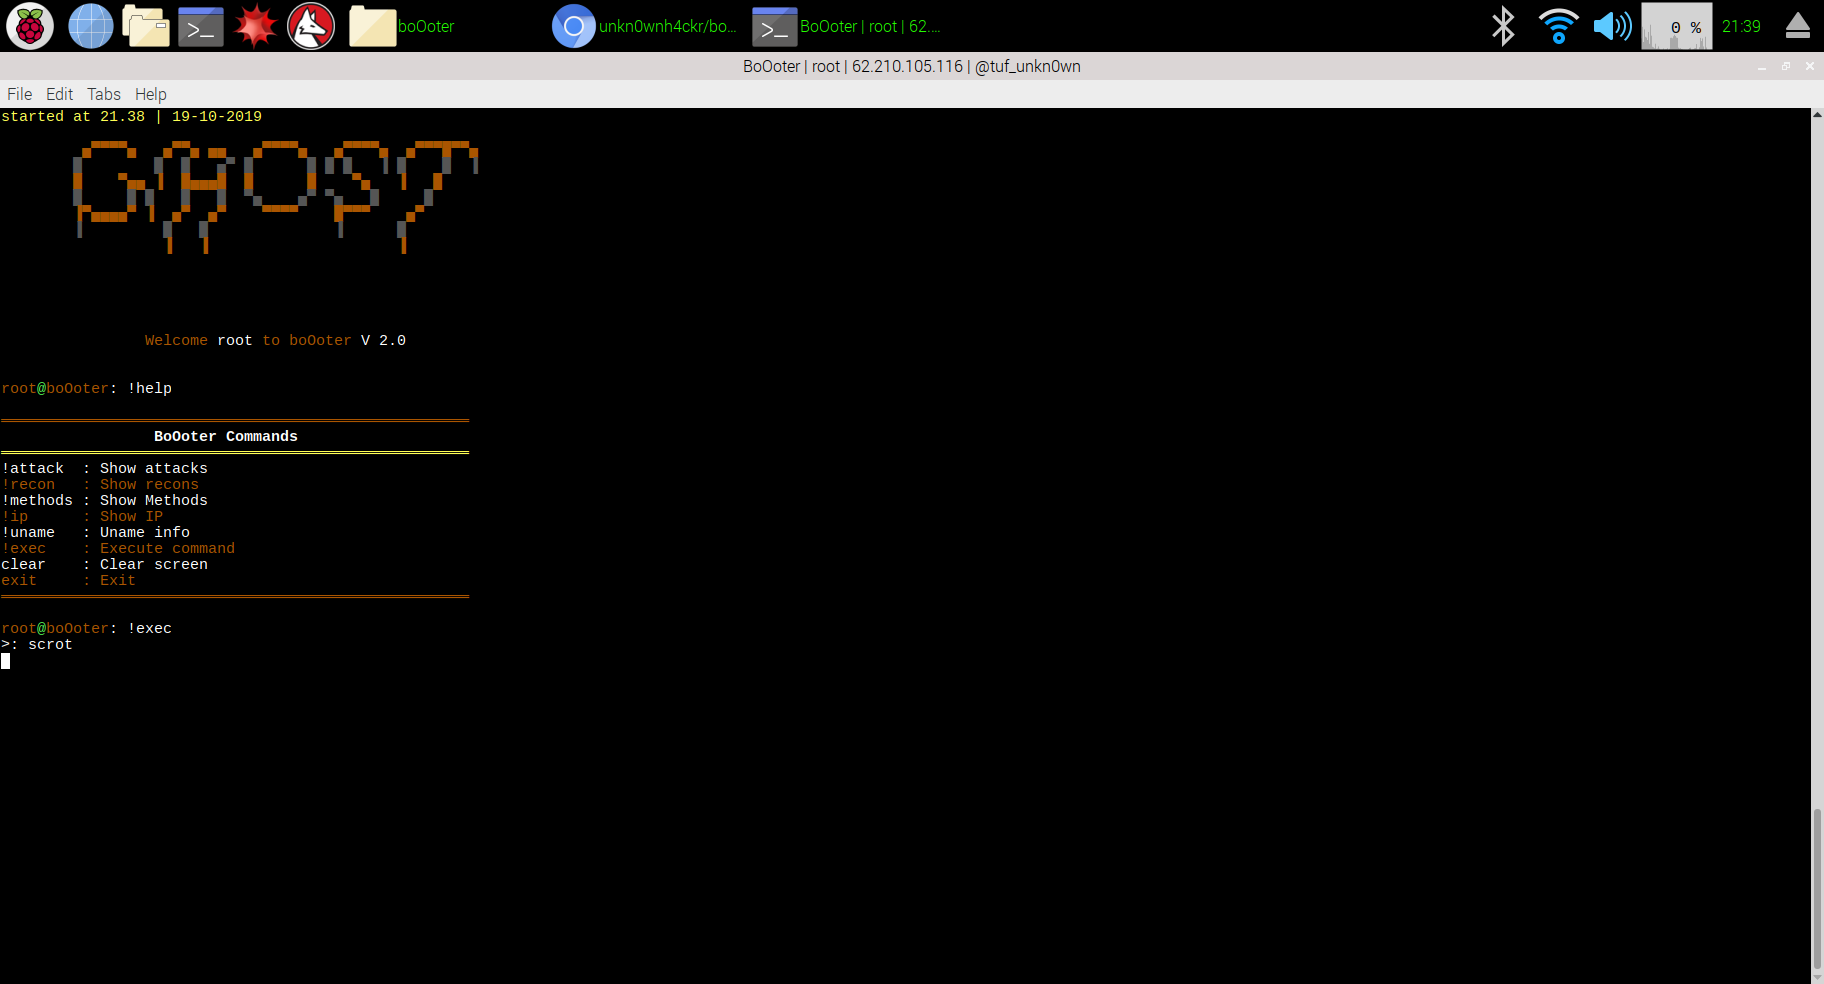 boOoter
unkn0wnh4ckr/bo...
BoOoter | root | 62....
0 %
21:39
BoOoter | root | 62.210.105.116 | @tuf_unkn0wn
File Edit Tabs Help
started at 21.38 | 19-10-2019
GHOST
Welcome root to boOoter V 2.0
root@boOoter: !help
BoOoter Commands
!attack : Show attacks
!recon : Show recons
!methods : Show Methods
!ip : Show IP
!uname : Uname info
!exec : Execute command
clear : Clear screen
exit : Exit
root@boOoter: !exec
>: scrot